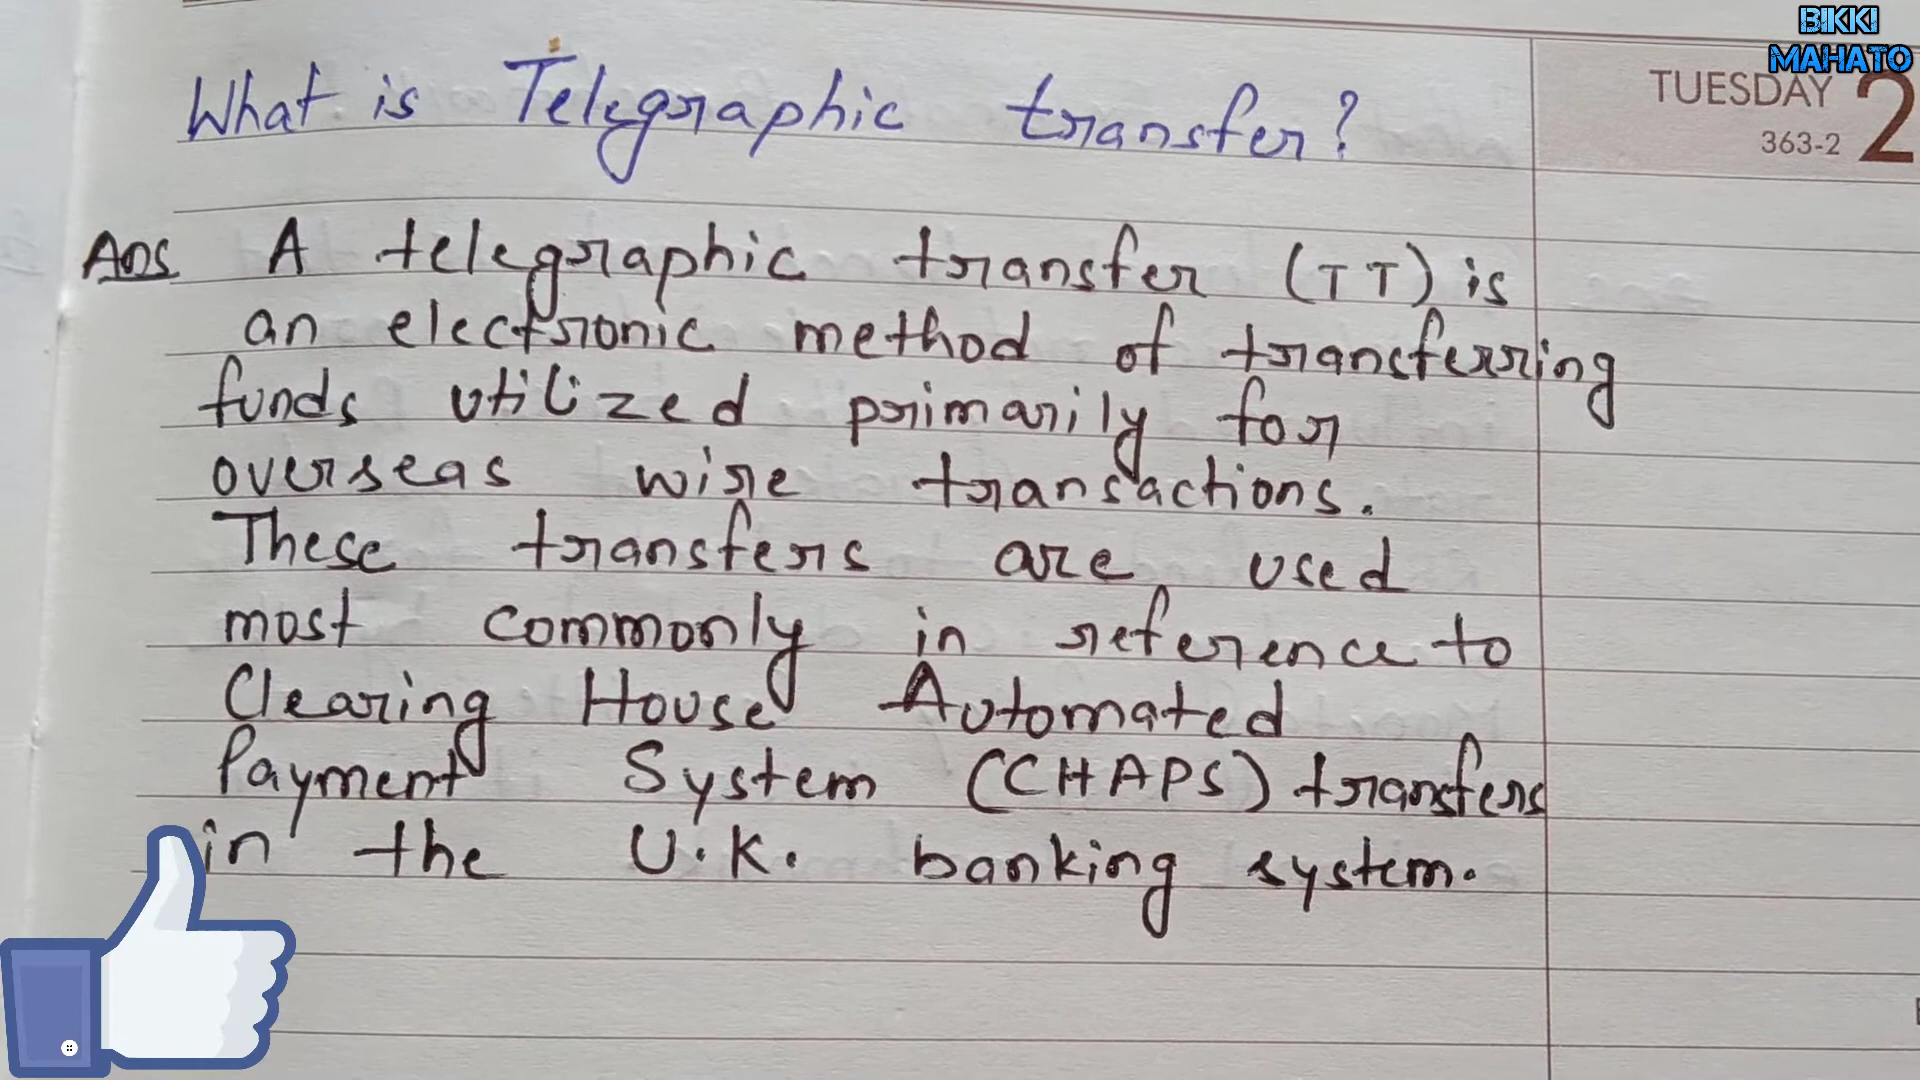 BIKKI
MAHATO
TUESDAY 2
363-2
What is Telegraphic transfer?
Ans A telegraphic transfer (TT) is
an electronic method of transferring
funds utilized primarily for
overseas wire transactions.
These transfers are used
most commonly in reference to
Clearing House Automated
Payment System (CHAPS) transfers
in the U.K. banking system.